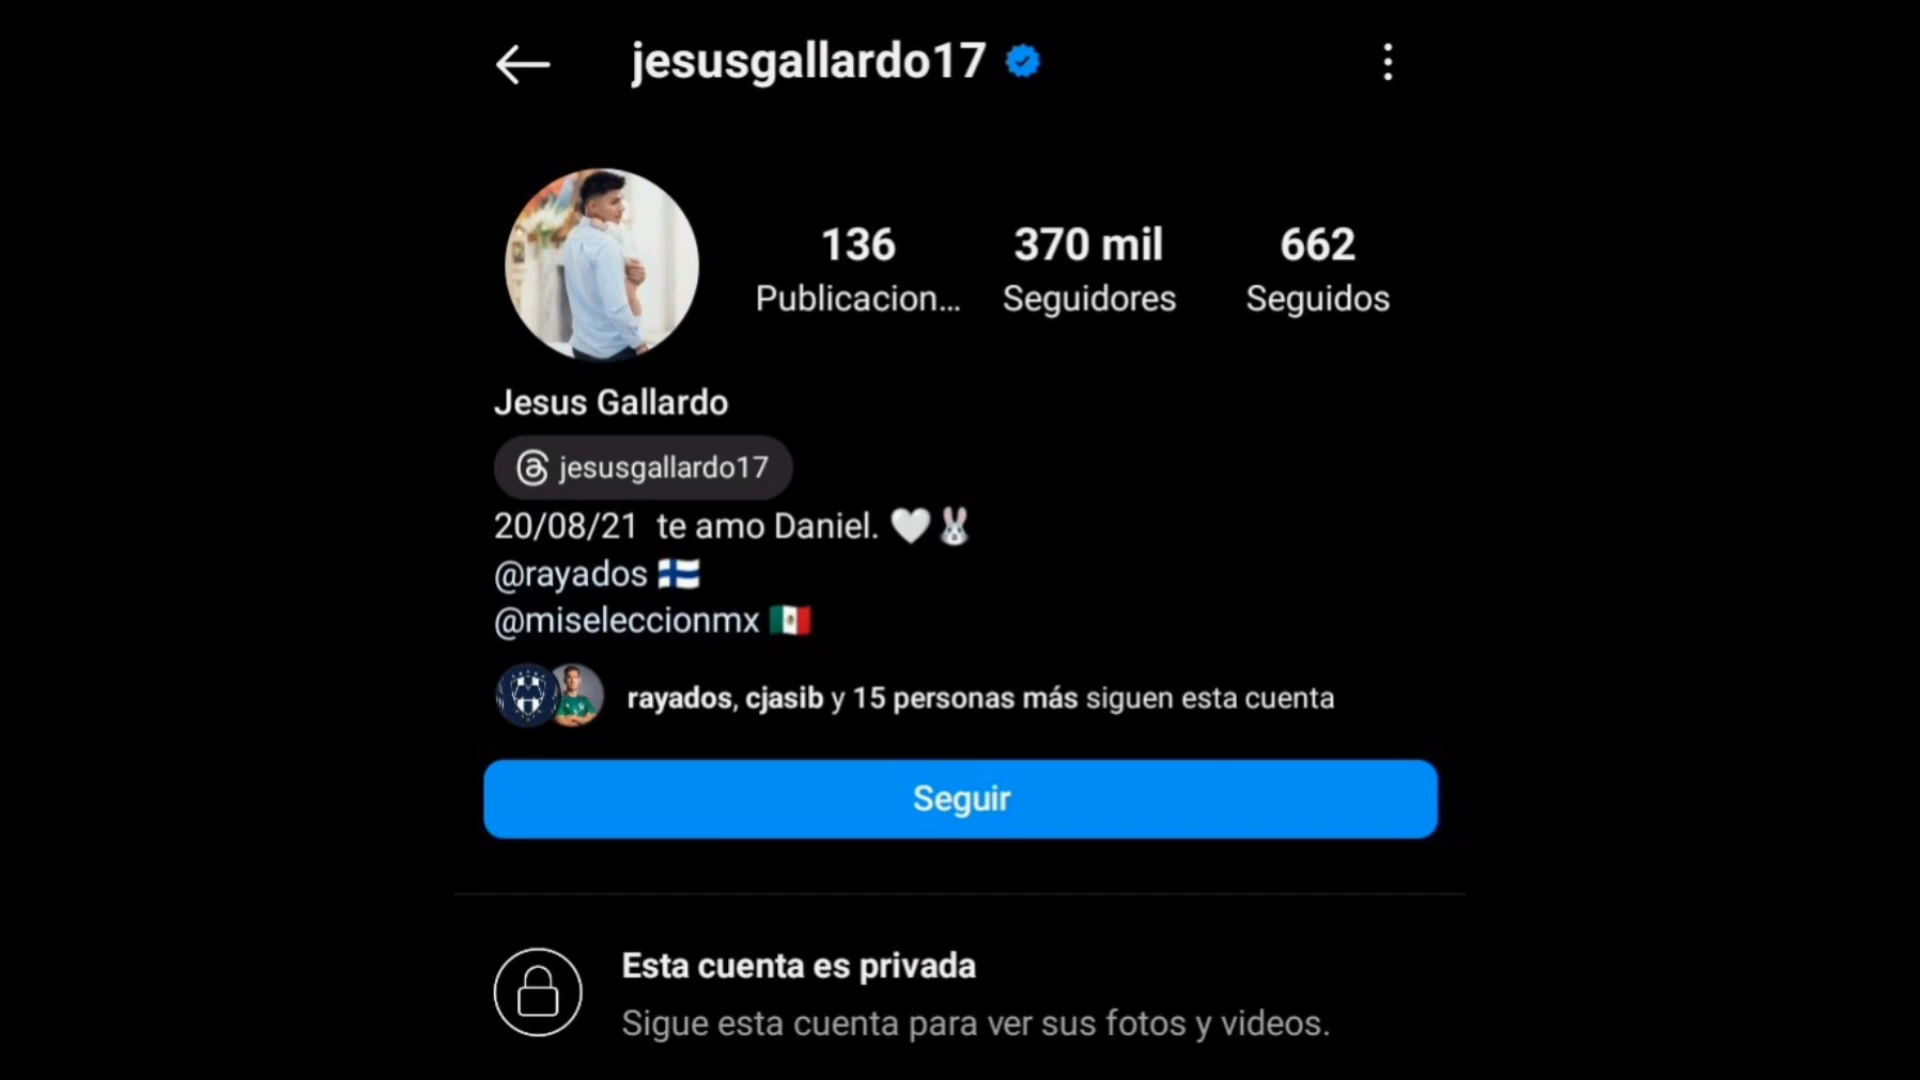 jesusgallardo17
136 370 mil 662
Publicacion... Seguidores Seguidos
Jesus Gallardo
jesusgallardo17
20/08/21 te amo Daniel. 🤍🐰
@rayados 🇫🇮
@miseleccionmx 🇲🇽
rayados, cjasib y 15 personas más siguen esta cuenta
Seguir
Esta cuenta es privada
Sigue esta cuenta para ver sus fotos y videos.